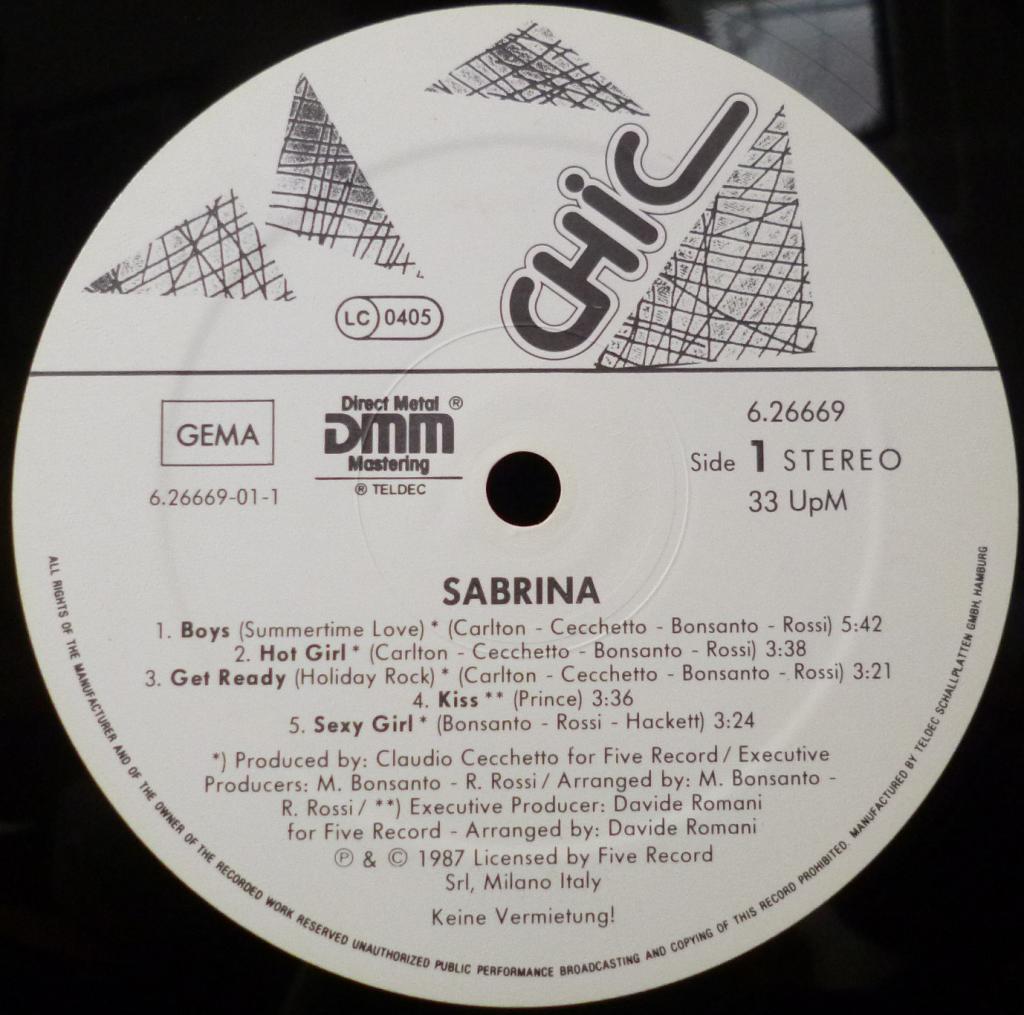 CHIC
LC 0405
GEMA
6.26669-01-1
Direct Metal ®
DMM
Mastering
® TELDEC
6.26669
Side 1 STEREO
33 UpM
SABRINA
1. Boys (Summertime Love) * (Carlton - Cecchetto - Bonsanto - Rossi) 5:42
2. Hot Girl * (Carlton - Cecchetto - Bonsanto - Rossi) 3:38
3. Get Ready (Holiday Rock) * (Carlton - Cecchetto - Bonsanto - Rossi) 3:21
4. Kiss ** (Prince) 3:36
5. Sexy Girl * (Bonsanto - Rossi - Hackett) 3:24
*) Produced by: Claudio Cecchetto for Five Record / Executive
Producers: M. Bonsanto - R. Rossi / Arranged by: M. Bonsanto -
R. Rossi / **) Executive Producer: Davide Romani
for Five Record - Arranged by: Davide Romani
℗ & © 1987 Licensed by Five Record
Srl, Milano Italy
Keine Vermietung!
ALL RIGHTS OF THE MANUFACTURER AND OF THE OWNER OF THE RECORDED WORK RESERVED UNAUTHORIZED PUBLIC PERFORMANCE BROADCASTING AND COPYING OF THIS RECORD PROHIBITED. MANUFACTURED BY TELDEC SCHALLPLATTEN GMBH, HAMBURG